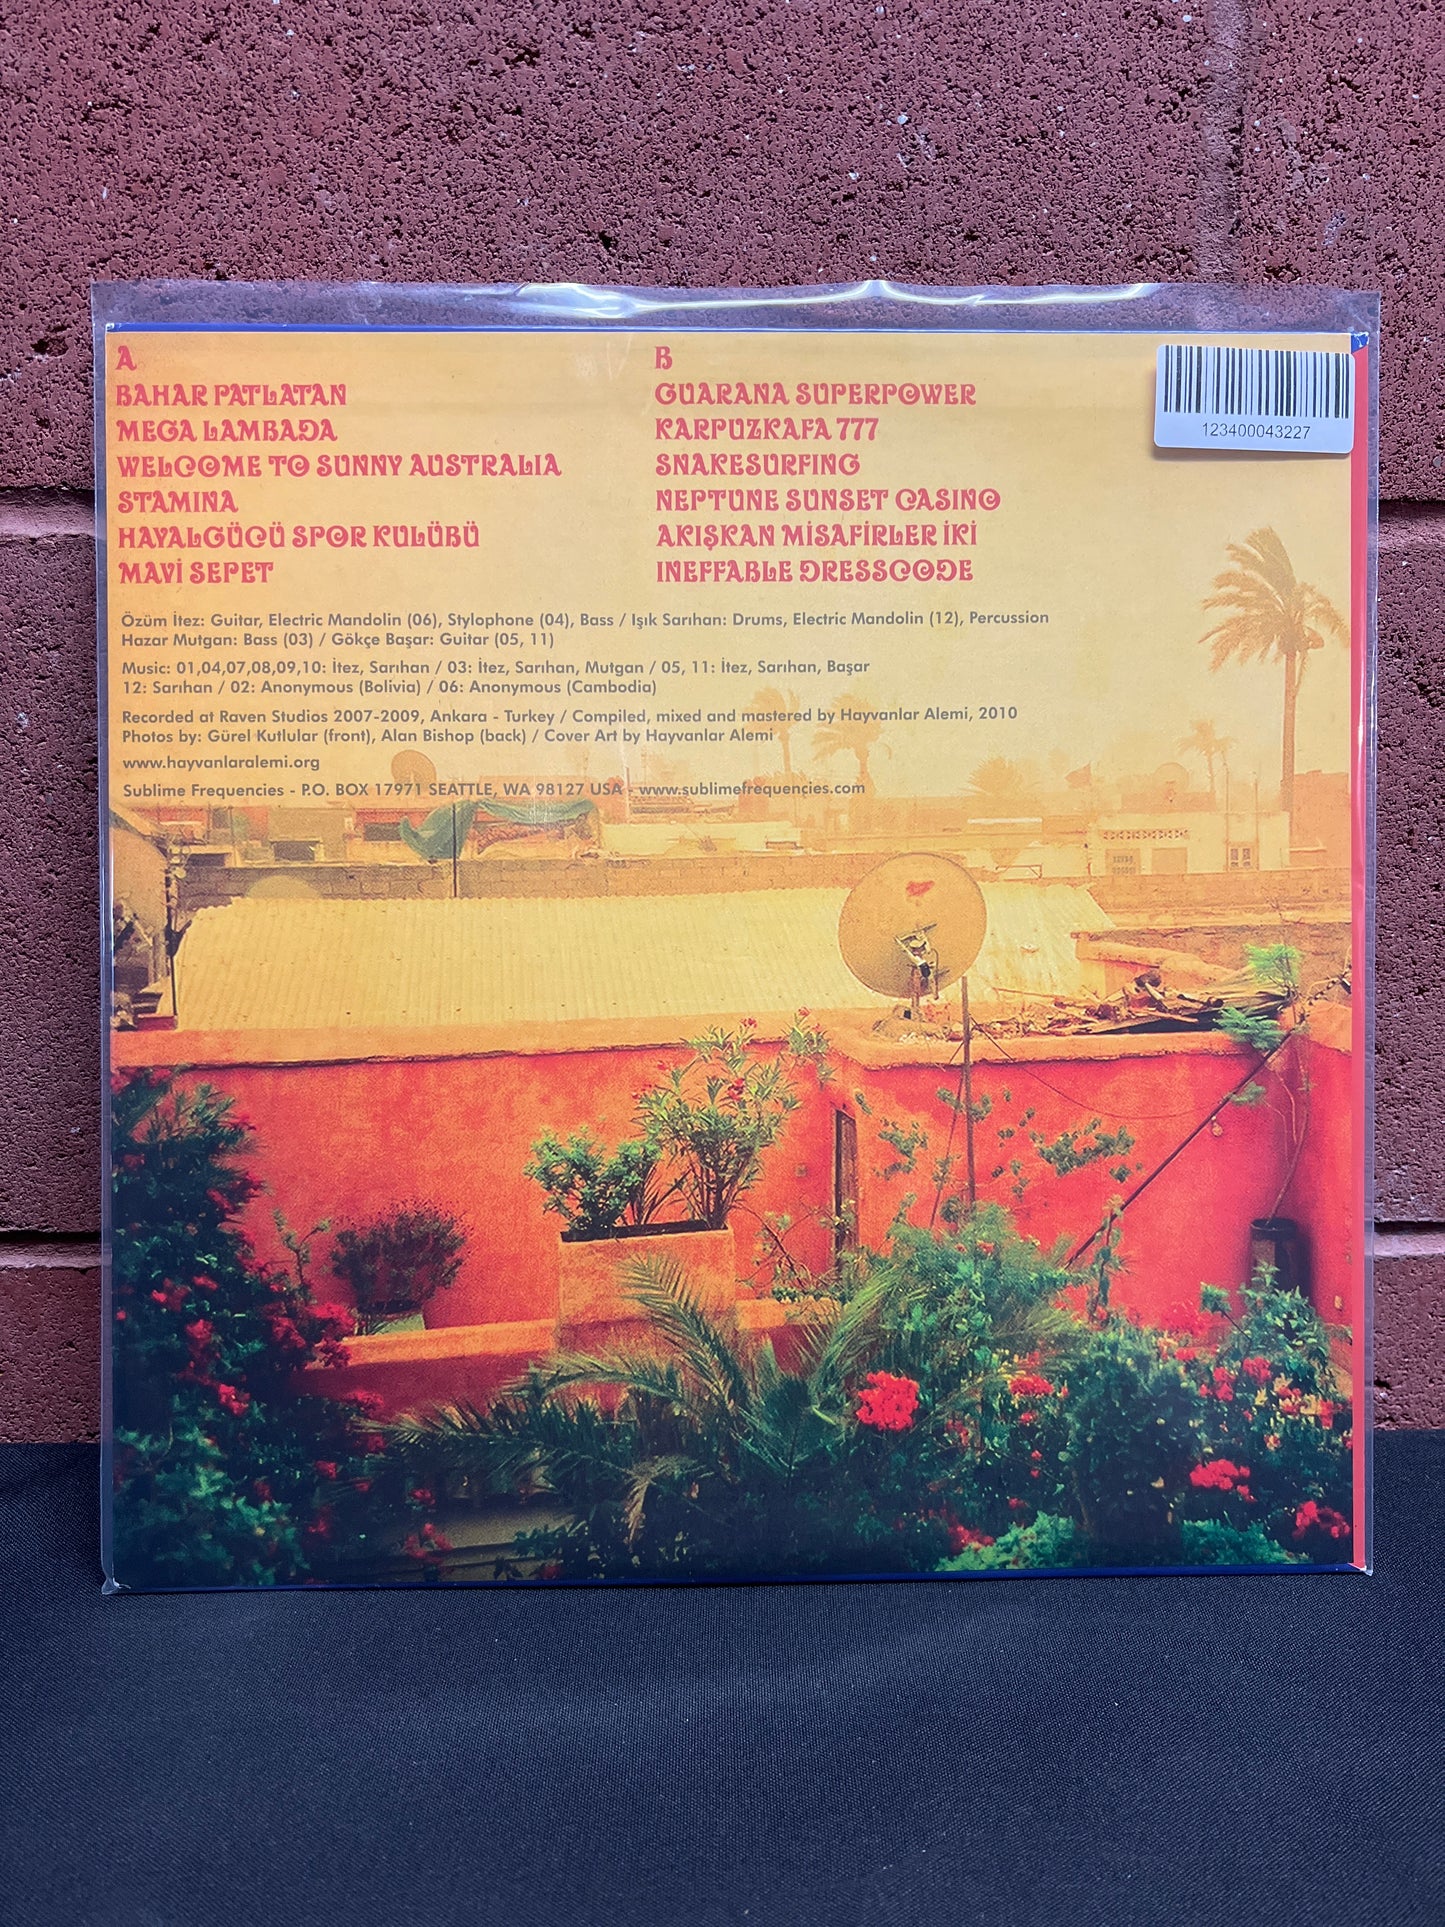 A
BAHAR PATLATAN
MEGA LAMBADA
WELCOME TO SUNNY AUSTRALIA
STAMINA
HAYALGÜCÜ SPOR KULÜBÜ
MAVİ SEPET
B
GUARANA SUPERPOWER
KARPUZKAFA 777
SNAKESURFING
NEPTUNE SUNSET CASINO
AKIŞKAN MİSAFİRLER İKİ
INEFFABLE DRESSCODE
123400043227
Özüm İtez: Guitar, Electric Mandolin (06), Stylophone (04), Bass / Işık Sarıhan: Drums, Electric Mandolin (12), Percussion
Hazar Mutgan: Bass (03) / Gökçe Başar: Guitar (05, 11)
Music: 01,04,07,08,09,10: İtez, Sarıhan / 03: İtez, Sarıhan, Mutgan / 05, 11: İtez, Sarıhan, Başar
12: Sarıhan / 02: Anonymous (Bolivia) / 06: Anonymous (Cambodia)
Recorded at Raven Studios 2007-2009, Ankara - Turkey / Compiled, mixed and mastered by Hayvanlar Alemi, 2010
Photos by: Gürel Kutlular (front), Alan Bishop (back) / Cover Art by Hayvanlar Alemi
www.hayvanlaralemi.org
Sublime Frequencies - P.O. BOX 17971 SEATTLE, WA 98127 USA - www.sublimefrequencies.com